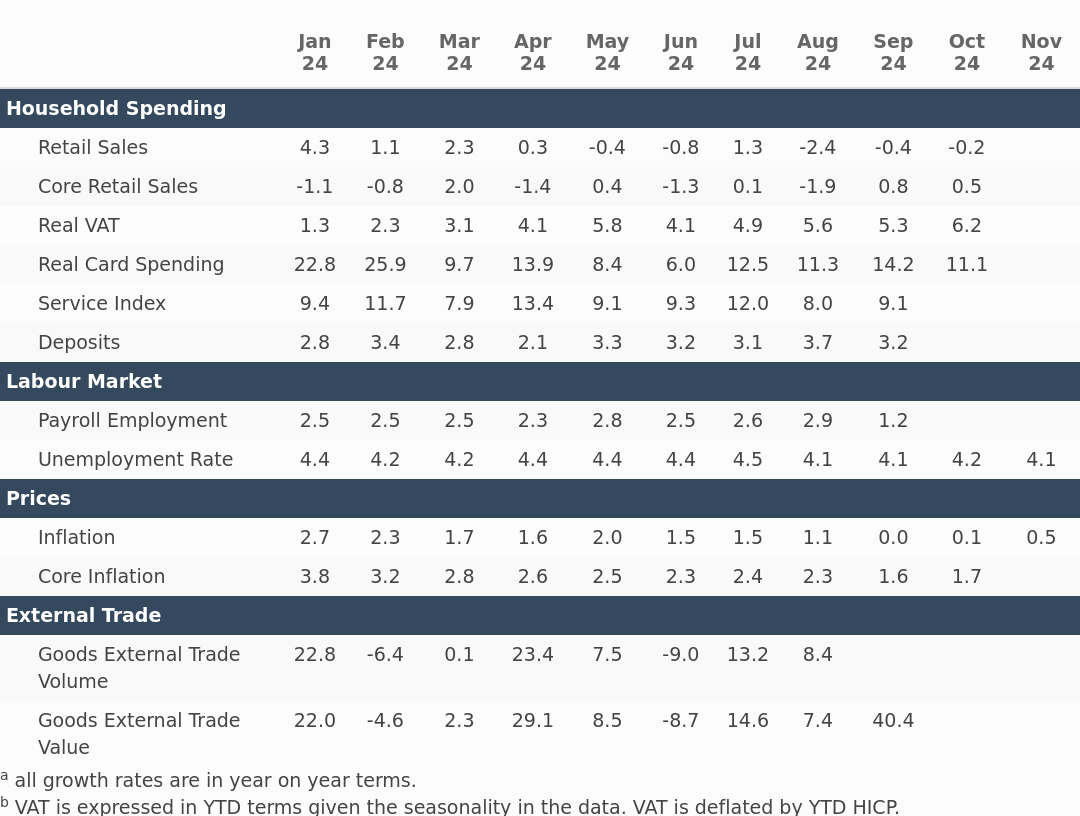 Jan 24 Feb 24 Mar 24 Apr 24 May 24 Jun 24 Jul 24 Aug 24 Sep 24 Oct 24 Nov 24
Household Spending
Retail Sales 4.3 1.1 2.3 0.3 -0.4 -0.8 1.3 -2.4 -0.4 -0.2
Core Retail Sales -1.1 -0.8 2.0 -1.4 0.4 -1.3 0.1 -1.9 0.8 0.5
Real VAT 1.3 2.3 3.1 4.1 5.8 4.1 4.9 5.6 5.3 6.2
Real Card Spending 22.8 25.9 9.7 13.9 8.4 6.0 12.5 11.3 14.2 11.1
Service Index 9.4 11.7 7.9 13.4 9.1 9.3 12.0 8.0 9.1
Deposits 2.8 3.4 2.8 2.1 3.3 3.2 3.1 3.7 3.2
Labour Market
Payroll Employment 2.5 2.5 2.5 2.3 2.8 2.5 2.6 2.9 1.2
Unemployment Rate 4.4 4.2 4.2 4.4 4.4 4.4 4.5 4.1 4.1 4.2 4.1
Prices
Inflation 2.7 2.3 1.7 1.6 2.0 1.5 1.5 1.1 0.0 0.1 0.5
Core Inflation 3.8 3.2 2.8 2.6 2.5 2.3 2.4 2.3 1.6 1.7
External Trade
Goods External Trade 22.8 -6.4 0.1 23.4 7.5 -9.0 13.2 8.4
Volume
Goods External Trade 22.0 -4.6 2.3 29.1 8.5 -8.7 14.6 7.4 40.4
Value
a all growth rates are in year on year terms.
b VAT is expressed in YTD terms given the seasonality in the data. VAT is deflated by YTD HICP.